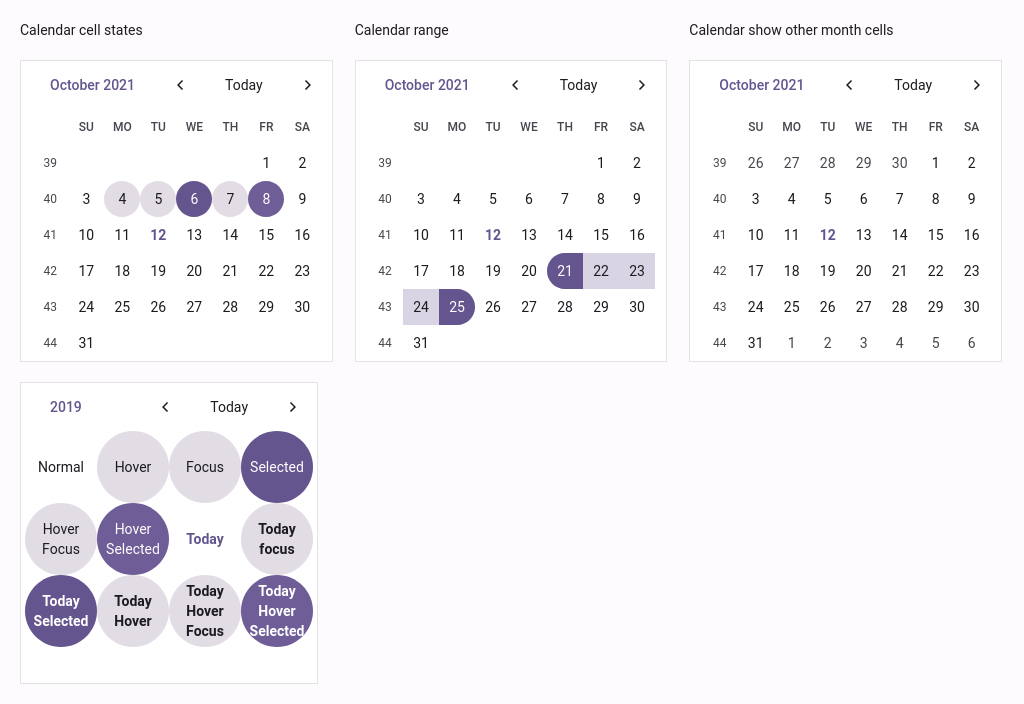 Calendar cell states
October 2021 Today
SU MO TU WE TH FR SA
39 1 2
40 3 4 5 6 7 8 9
41 10 11 12 13 14 15 16
42 17 18 19 20 21 22 23
43 24 25 26 27 28 29 30
44 31
Calendar range
October 2021 Today
SU MO TU WE TH FR SA
39 1 2
40 3 4 5 6 7 8 9
41 10 11 12 13 14 15 16
42 17 18 19 20 21 22 23
43 24 25 26 27 28 29 30
44 31
Calendar show other month cells
October 2021 Today
SU MO TU WE TH FR SA
39 26 27 28 29 30 1 2
40 3 4 5 6 7 8 9
41 10 11 12 13 14 15 16
42 17 18 19 20 21 22 23
43 24 25 26 27 28 29 30
44 31 1 2 3 4 5 6
2019 Today
Normal
Hover
Focus
Selected
Hover
Focus
Hover
Selected
Today
Today
focus
Today
Selected
Today
Hover
Today
Hover
Focus
Today
Hover
Selected